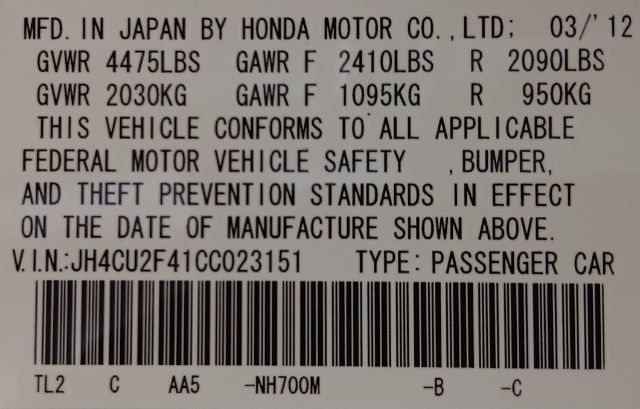 MFD. IN JAPAN BY HONDA MOTOR CO., LTD; 03/'12
GVWR 4475LBS GAWR F 2410LBS R 2090LBS
GVWR 2030KG GAWR F 1095KG R 950KG
THIS VEHICLE CONFORMS TO ALL APPLICABLE
FEDERAL MOTOR VEHICLE SAFETY , BUMPER,
AND THEFT PREVENTION STANDARDS IN EFFECT
ON THE DATE OF MANUFACTURE SHOWN ABOVE.
V.I.N.:JH4CU2F41CC023151 TYPE: PASSENGER CAR
TL2 C AA5 -NH700M -B -C